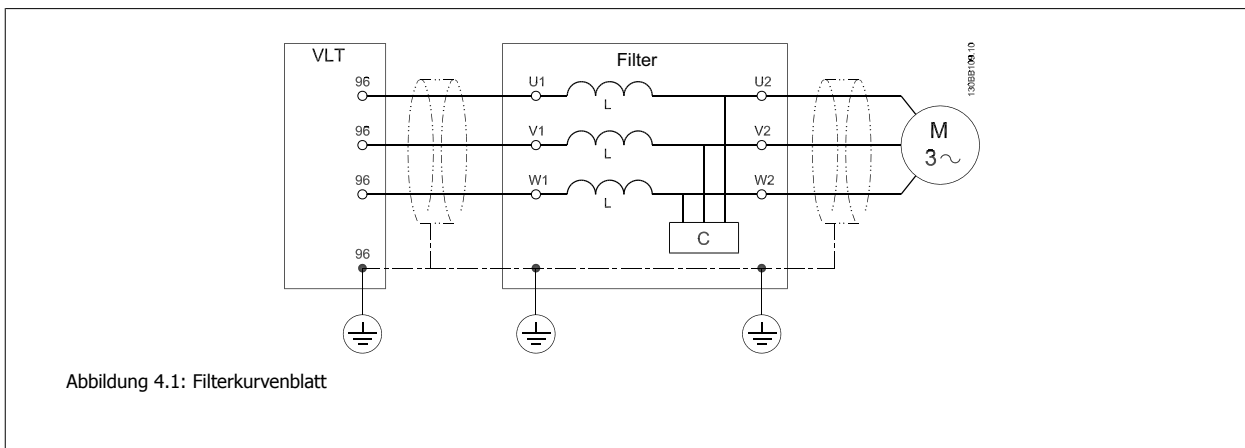 VLT
Filter
130BB109.10
96
U1
L
U2
96
V1
L
V2
M
3~
96
W1
L
W2
C
96
Abbildung 4.1: Filterkurvenblatt